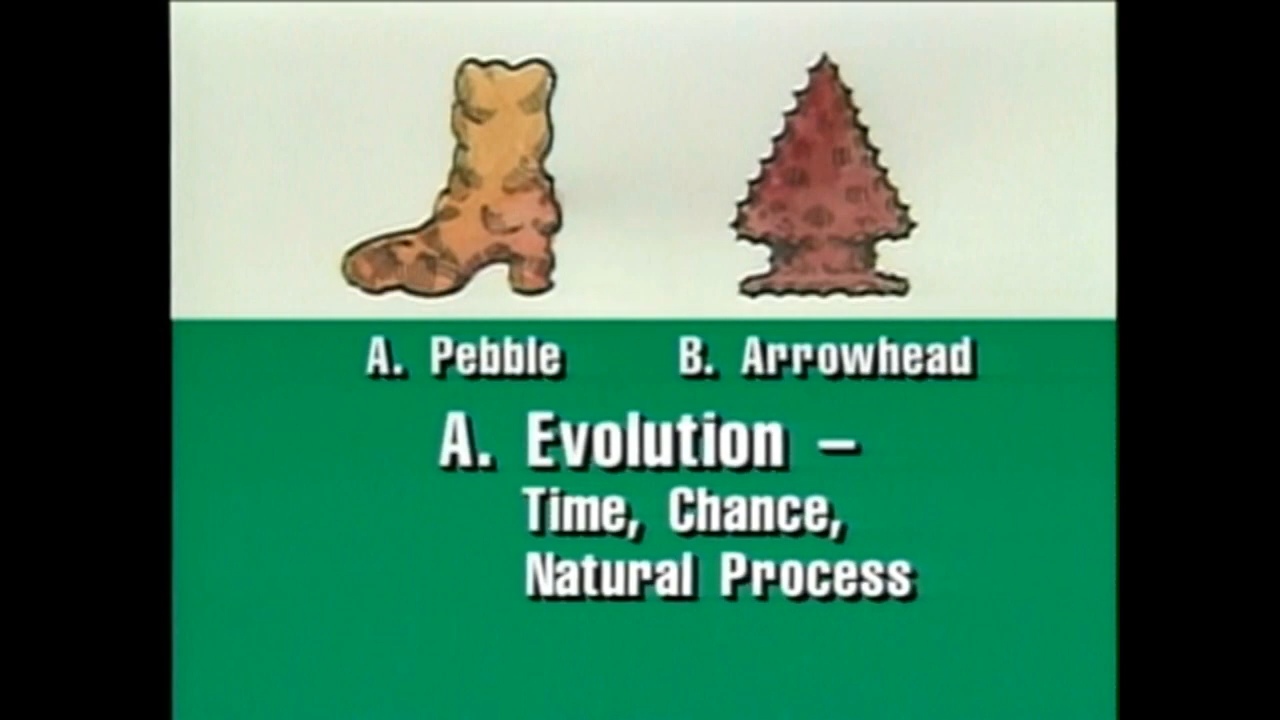 A. Pebble B. Arrowhead
A. Evolution –
Time, Chance,
Natural Process